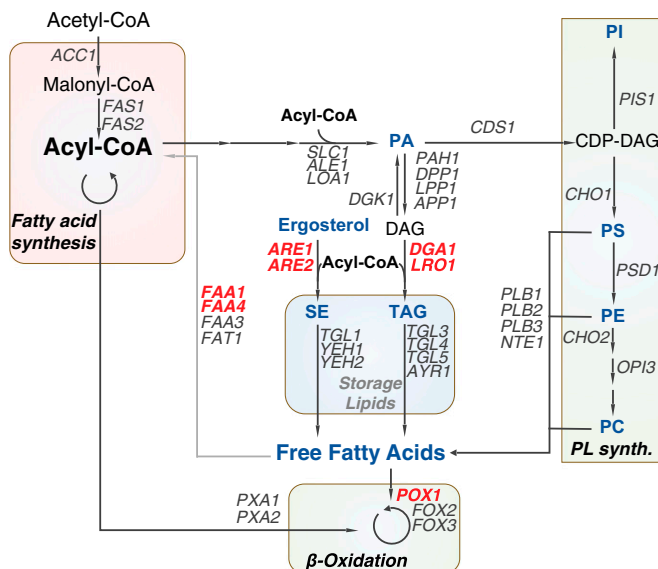 Acetyl-CoA
ACC1
Malonyl-CoA
FAS1
FAS2
Acyl-CoA
Fatty acid
synthesis
Acyl-CoA
SLC1
ALE1
LOA1
PA
CDS1
PAH1
DPP1
LPP1
APP1
DGK1
DAG
Ergosterol
ARE1
ARE2
Acyl-CoA
DGA1
LRO1
FAA1
FAA4
FAA3
FAT1
SE
TAG
TGL1
YEH1
YEH2
TGL3
TGL4
TGL5
AYR1
Storage
Lipids
Free Fatty Acids
PI
PIS1
CDP-DAG
CHO1
PS
PSD1
PLB1
PLB2
PLB3
NTE1
PE
CHO2
OPI3
PC
PL synth.
PXA1
PXA2
POX1
FOX2
FOX3
β-Oxidation